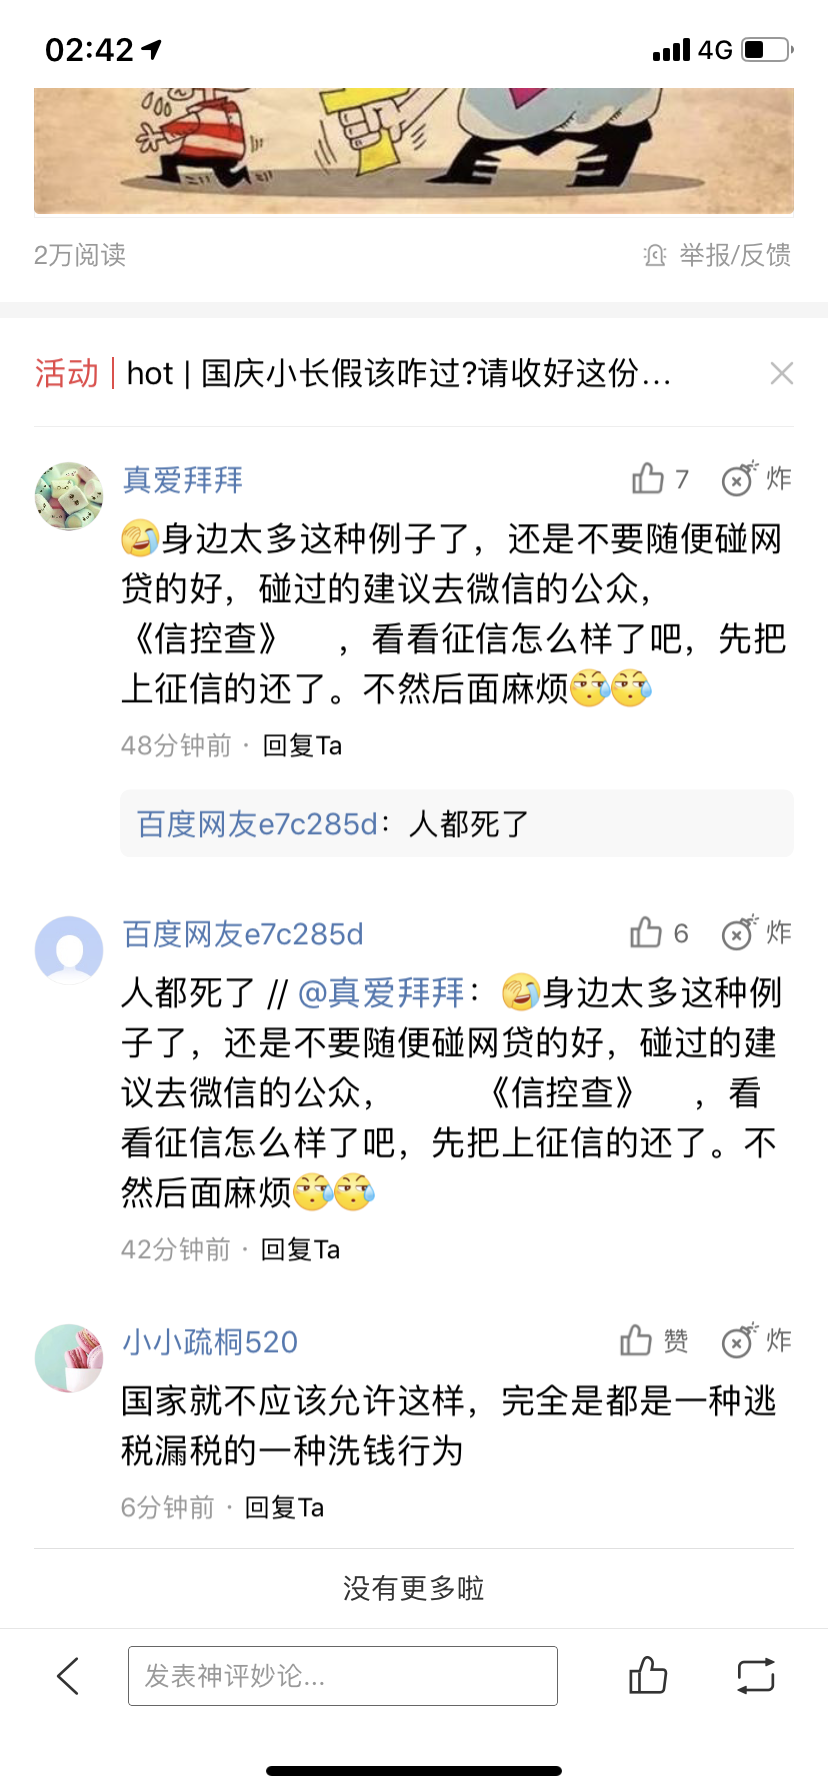 02:42
4G
2万阅读
举报/反馈
活动 | hot | 国庆小长假该咋过?请收好这份...
真爱拜拜
7
炸
🤣身边太多这种例子了，还是不要随便碰网
贷的好，碰过的建议去微信的公众，
《信控查》 ，看看征信怎么样了吧，先把
上征信的还了。不然后面麻烦
48分钟前 · 回复Ta
百度网友e7c285d：人都死了
百度网友e7c285d
6
炸
人都死了 // @真爱拜拜：身边太多这种例
子了，还是不要随便碰网贷的好，碰过的建
议去微信的公众， 《信控查》 ，看
看征信怎么样了吧，先把上征信的还了。不
然后面麻烦
42分钟前 · 回复Ta
小小疏桐520
赞
炸
国家就不应该允许这样，完全是都是一种逃
税漏税的一种洗钱行为
6分钟前 · 回复Ta
没有更多啦
发表神评妙论...